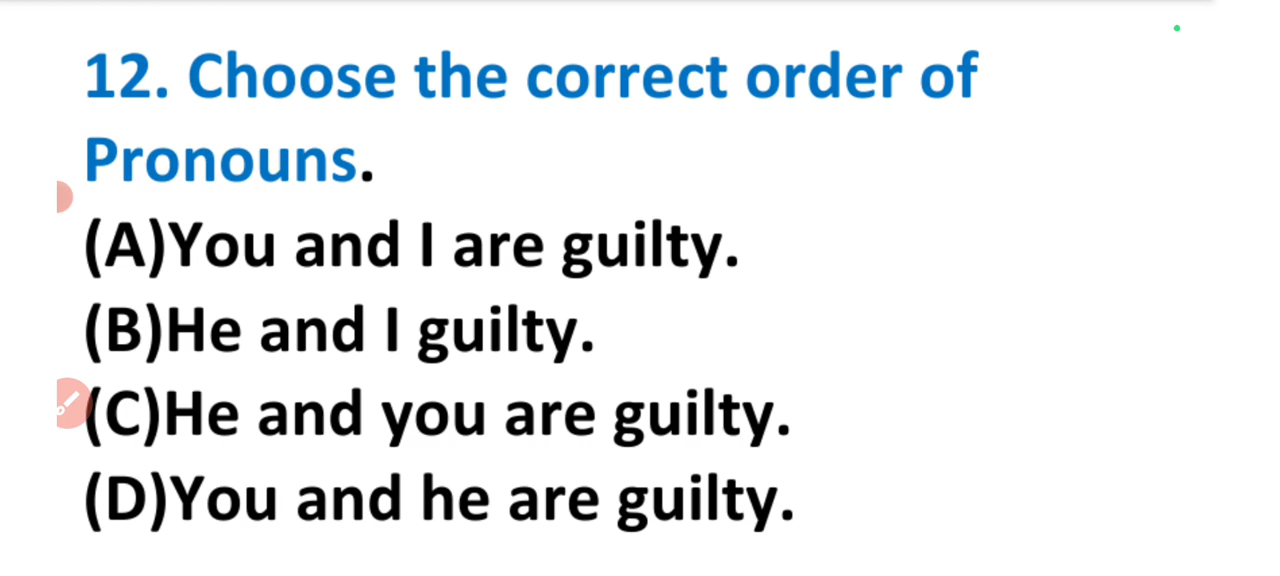 12. Choose the correct order of
Pronouns.
(A)You and I are guilty.
(B)He and I guilty.
(C)He and you are guilty.
(D)You and he are guilty.